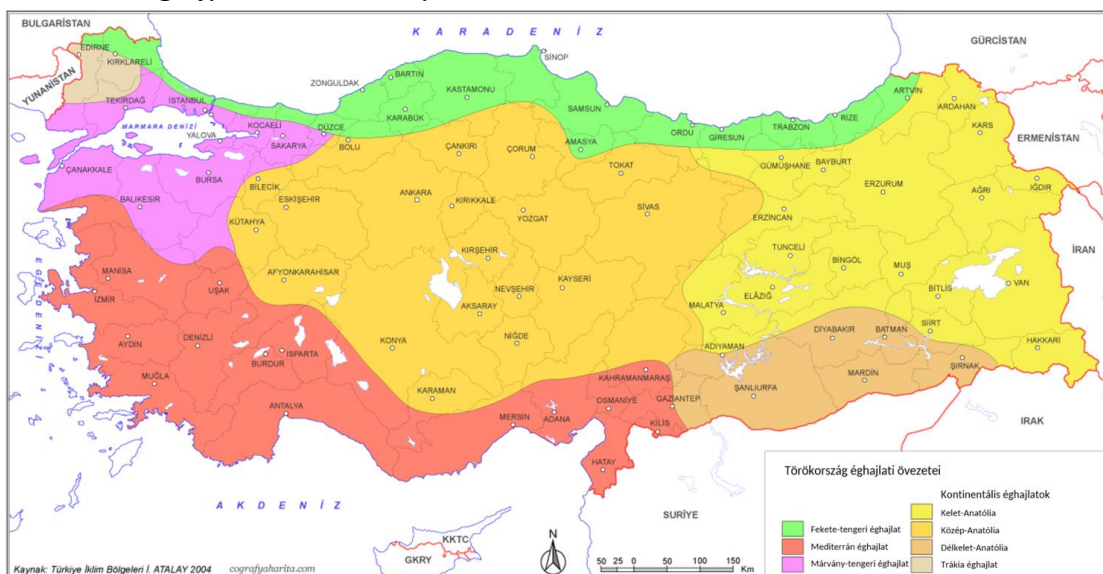 BULGARİSTAN
K A R A D E N İ Z
GÜRCİSTAN
EDİRNE
KIRKLARELİ
SİNOP
YUNANİSTAN
BARTIN
ZONGULDAK
KASTAMONU
ARTVİN
ARDAHAN
TEKİRDAĞ
İSTANBUL
KARABÜK
SAMSUN
RİZE
KARS
MARMARA DENİZİ
KOCAELİ
DÜZCE
ORDU
GİRESUN
TRABZON
ERMENİSTAN
YALOVA
SAKARYA
BOLU
AMASYA
ÇANKIRI
ÇORUM
GÜMÜŞHANE
BAYBURT
ÇANAKKALE
BURSA
BİLECİK
TOKAT
ERZURUM
AĞRI
IĞDIR
BALIKESİR
ESKİŞEHİR
ANKARA
KIRIKKALE
YOZGAT
SİVAS
ERZİNCAN
KÜTAHYA
TUNCELİ
İRAN
E G E D E N İ Z İ
MANİSA
UŞAK
AFYONKARAHİSAR
KIRŞEHİR
KAYSERİ
BİNGÖL
MUŞ
VAN
İZMİR
NEVŞEHİR
ELAZIĞ
BİTLİS
AKSARAY
MALATYA
AYDIN
DENİZLİ
ISPARTA
BURDUR
KONYA
NİĞDE
ADIYAMAN
DİYABAKIR
BATMAN
SİİRT
HAKKARİ
MUĞLA
KARAMAN
KAHRAMANMARAŞ
MARDİN
ŞIRNAK
ANTALYA
MERSİN
ADANA
OSMANİYE
GAZİANTEP
ŞANLIURFA
KİLİS
IRAK
HATAY
A K D E N İ Z
SURİYE
KKTC
GKRY
N
50 25 0 50 100 150
Km
Törökország éghajlati övezetei
Fekete-tengeri éghajlat
Mediterrán éghajlat
Márvány-tengeri éghajlat
Kontinentális éghajlatok
Kelet-Anatólia
Közép-Anatólia
Délkelet-Anatólia
Trákia éghajlat
Kaynak: Türkiye İklim Bölgeleri İ. ATALAY 2004
cografyaharita.com